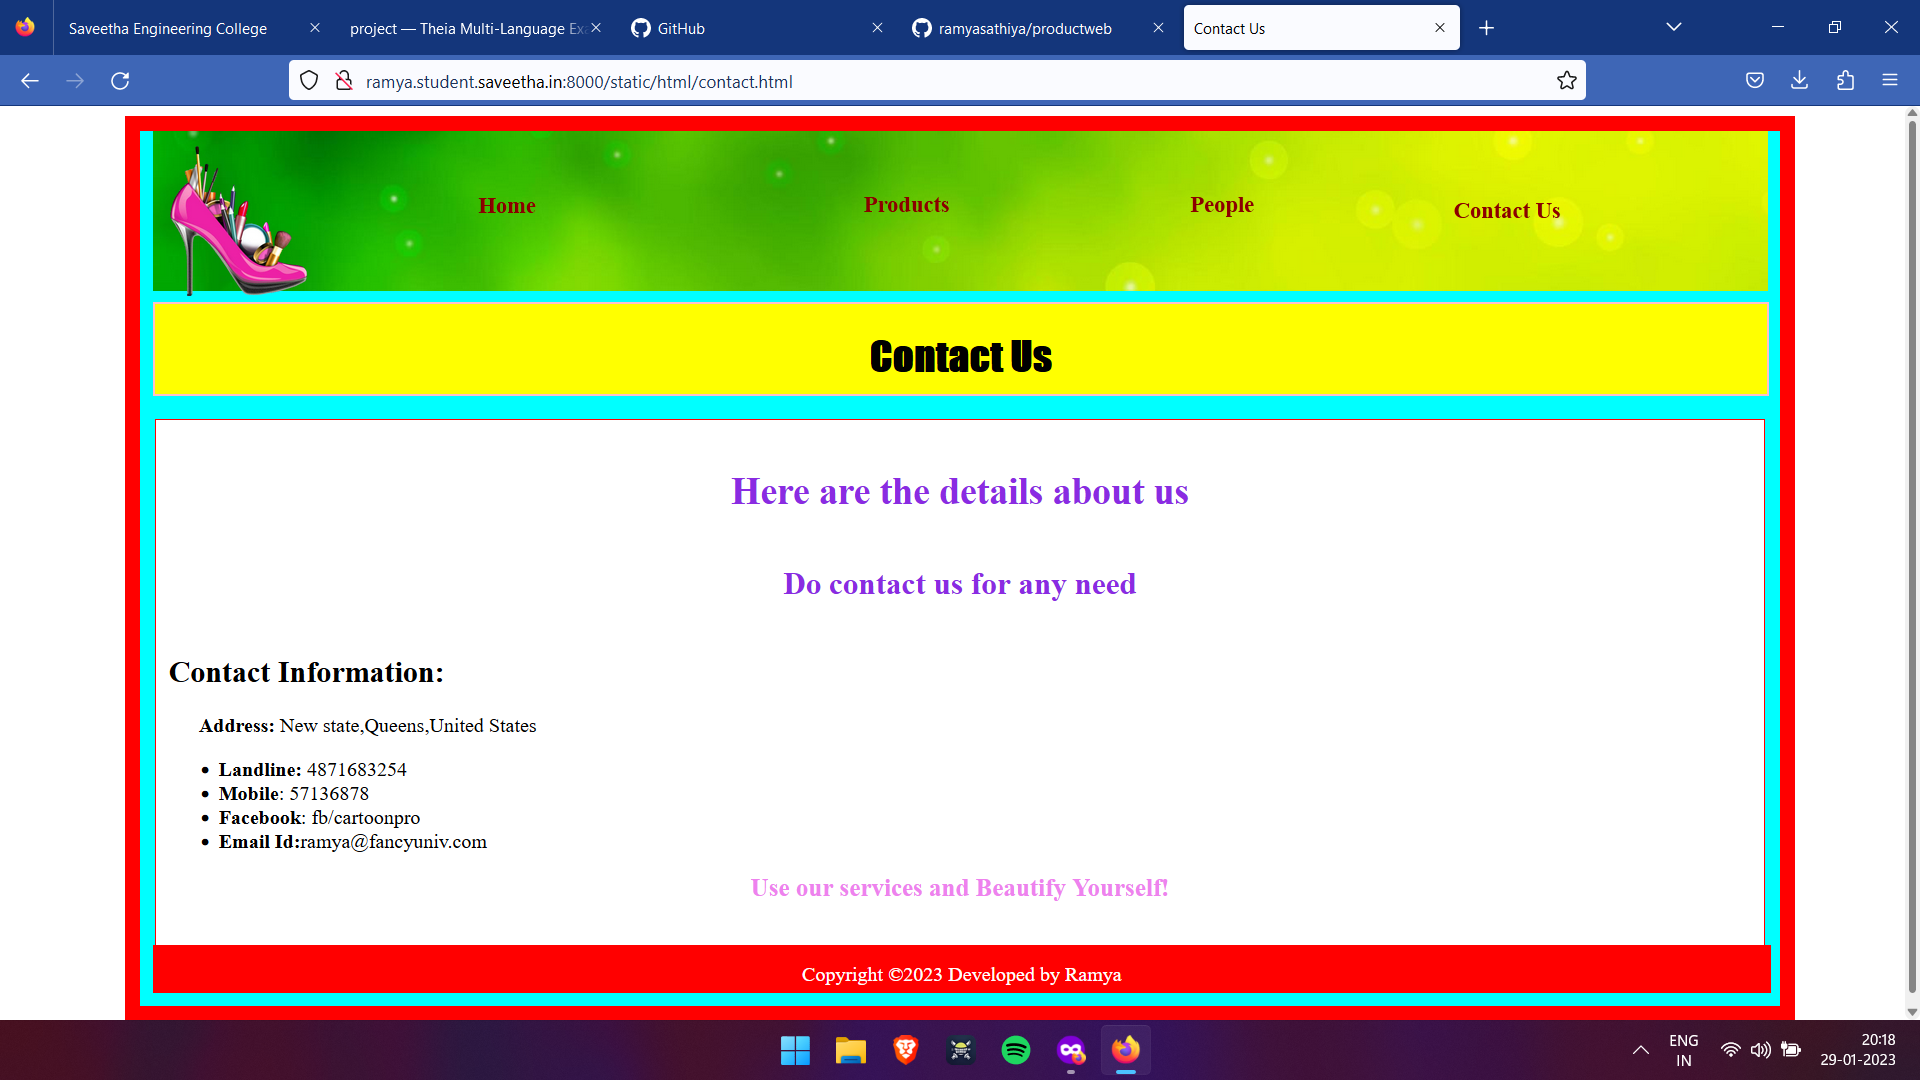 Saveetha Engineering College
project — Theia Multi-Language Ex
GitHub
ramyasathiya/productweb
Contact Us
ramya.student.saveetha.in:8000/static/html/contact.html
Home
Products
People
Contact Us
Contact Us
Here are the details about us
Do contact us for any need
Contact Information:
Address: New state,Queens,United States
Landline: 4871683254
Mobile: 57136878
Facebook: fb/cartoonpro
Email Id:ramya@fancyuniv.com
Use our services and Beautify Yourself!
Copyright ©2023 Developed by Ramya
ENG
IN
20:18
29-01-2023